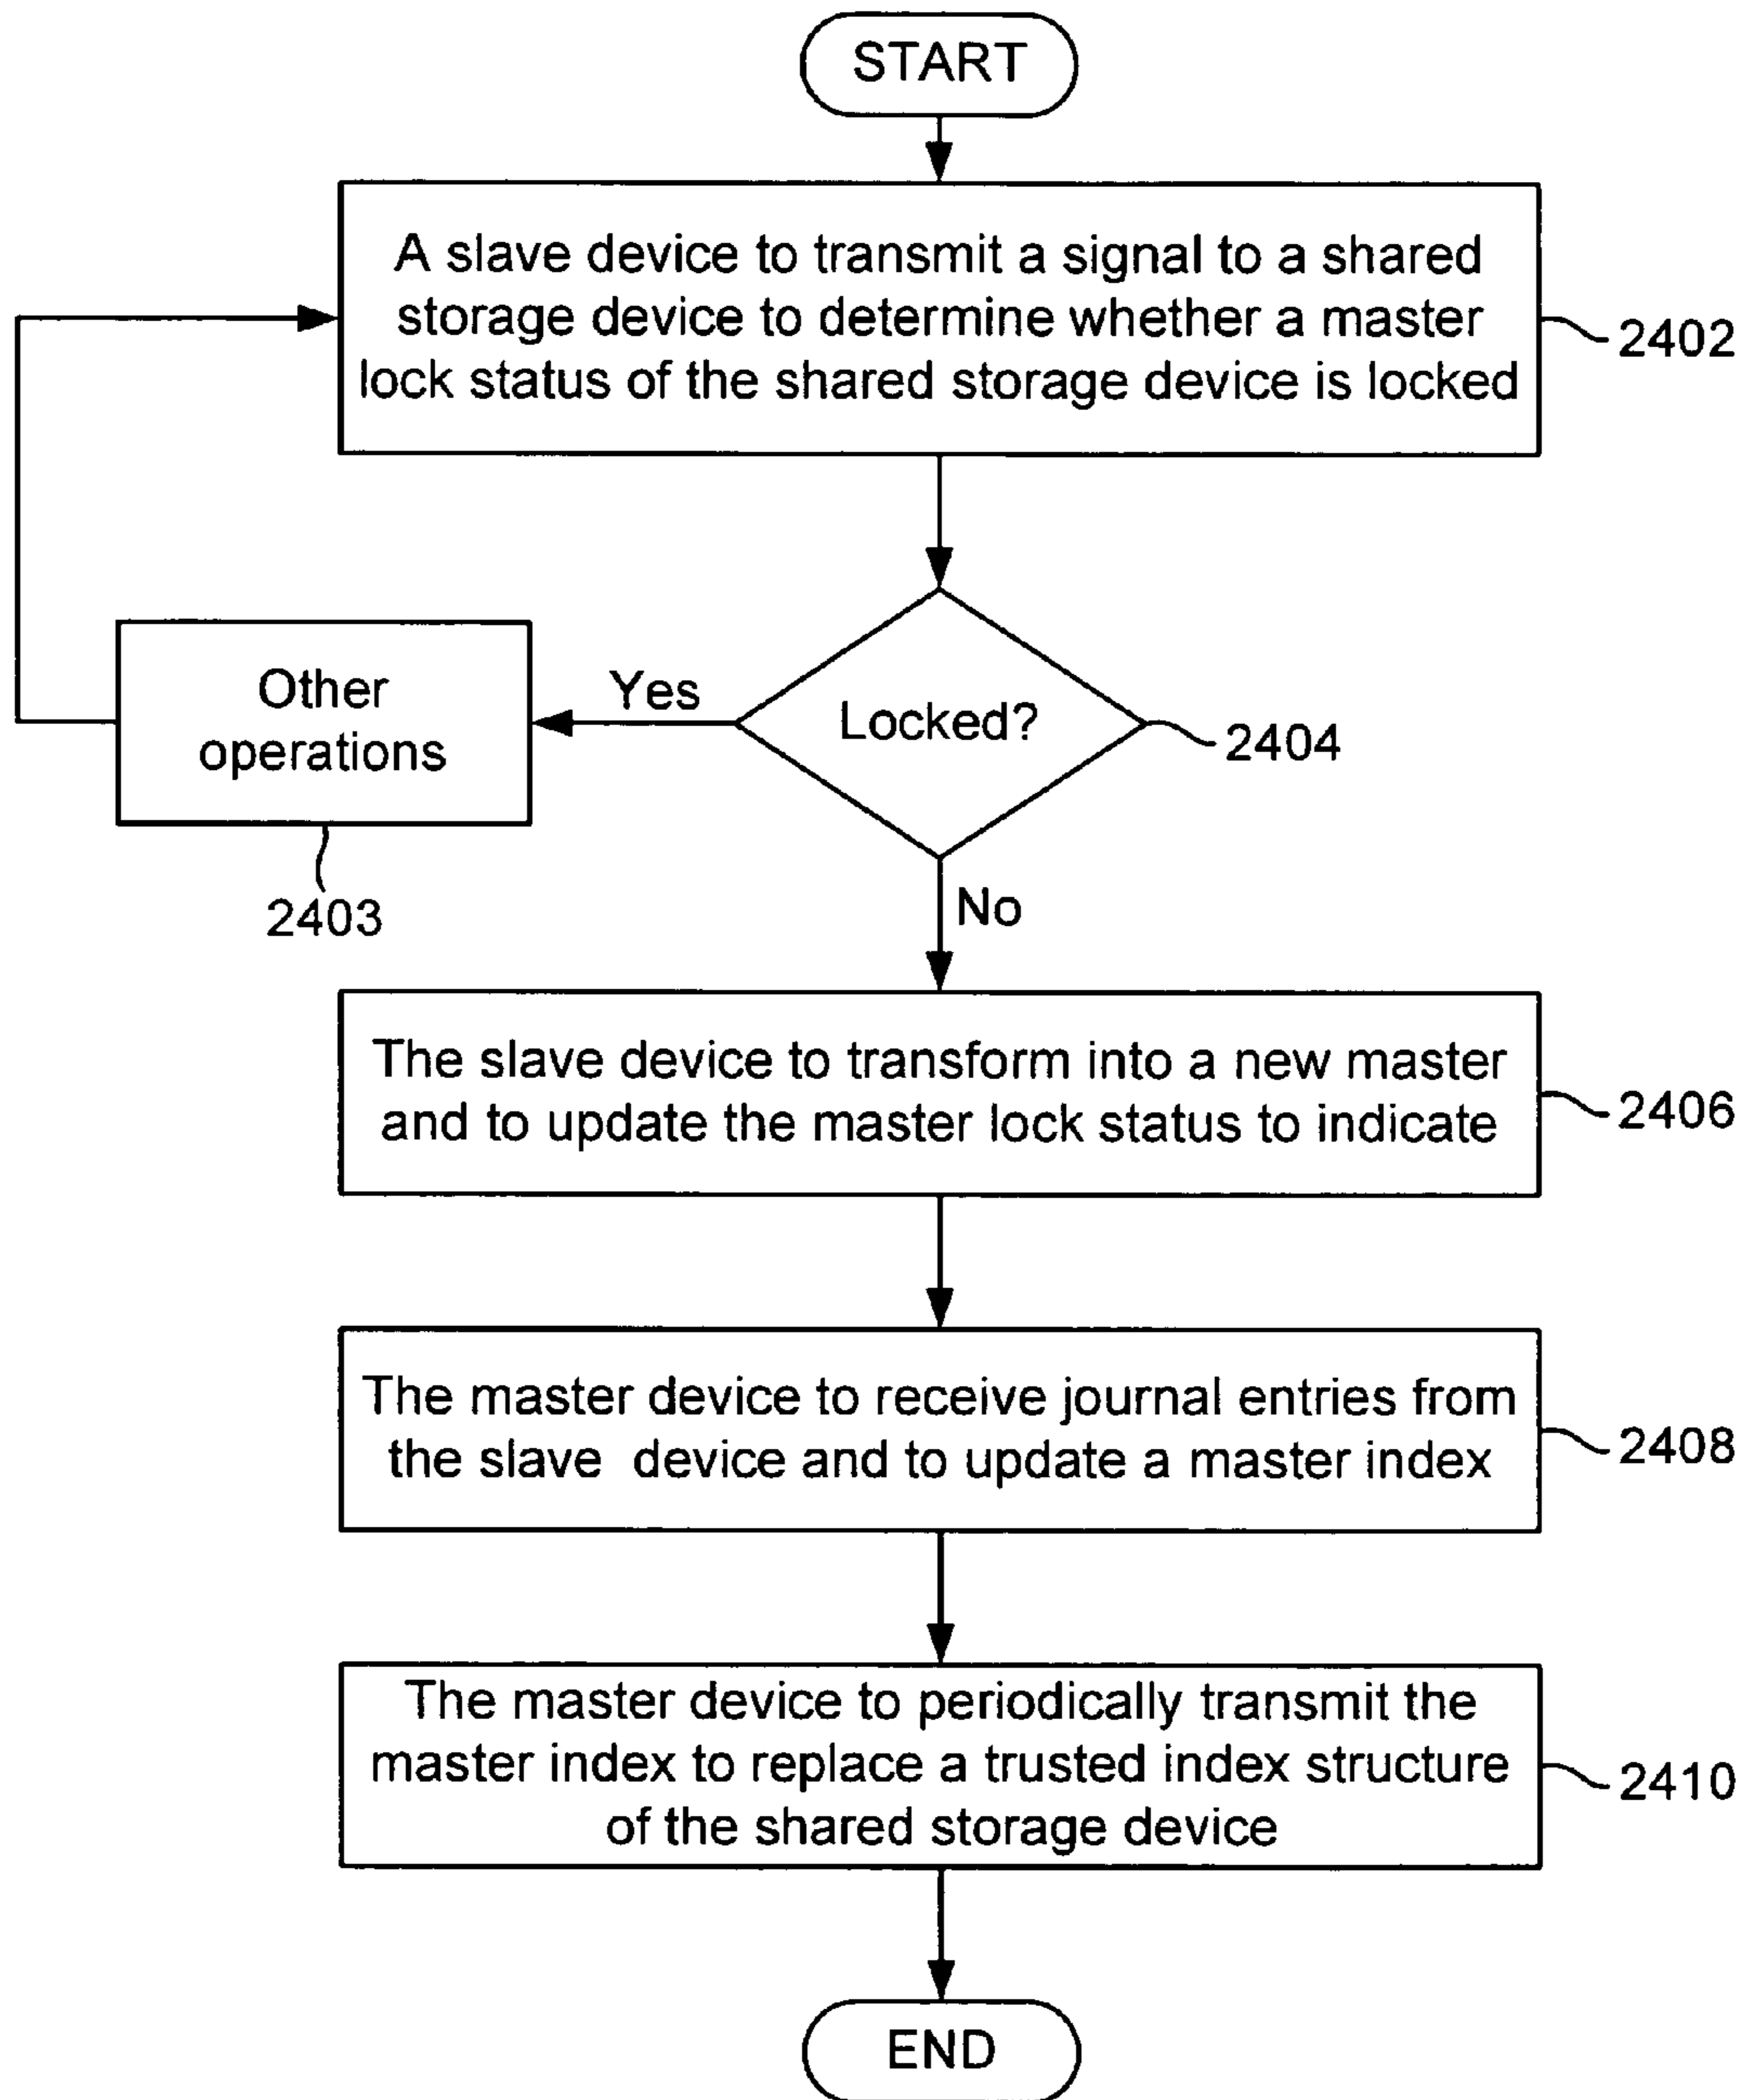 START
A slave device to transmit a signal to a shared
storage device to determine whether a master
lock status of the shared storage device is locked
2402
Other
operations
2403
Yes
Locked?
2404
No
The slave device to transform into a new master
and to update the master lock status to indicate
2406
The master device to receive journal entries from
the slave device and to update a master index
2408
The master device to periodically transmit the
master index to replace a trusted index structure
of the shared storage device
2410
END